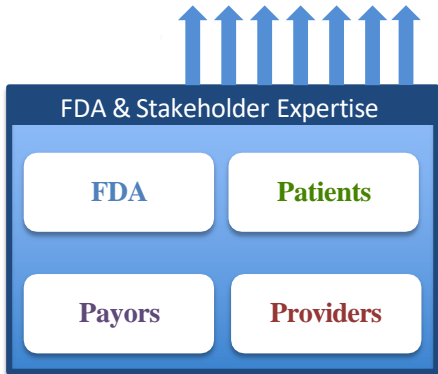 FDA & Stakeholder Expertise
FDA
Patients
Payors
Providers